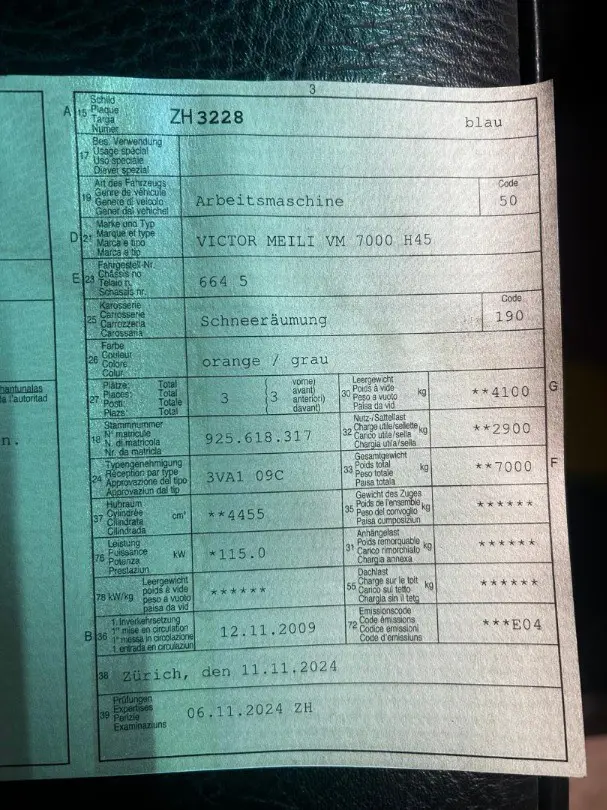 3
A 15 Schild
Plaque
Targa
Numer
ZH 3228 blau
17 Bes. Verwendung
Usage spécial
Uso speciale
Diever spezial
19 Art des Fahrzeugs
Genre de véhicule
Genere di veicolo
Gener dal vehichel
Arbeitsmaschine
Code
50
D 21 Marke und Typ
Marque et type
Marca e tipo
Marca e tip
VICTOR MEILI VM 7000 H45
E 23 Fahrgestell-Nr.
Châssis no
Telaio n.
Schassis nr.
664 5
25 Karosserie
Carrosserie
Carrozzeria
Carossaria
Schneeräumung
Code
190
26 Farbe
Couleur
Colore
Colur
orange / grau
27 Plätze: Total
Places: Total
Posti: Totale
Plazs: Total
3 (3 vorne)
avant)
anteriori)
davant)
30 Leergewicht
Poids à vide
Peso a vuoto
Paisa da vid
kg
**4100
G
18 Stammnummer
N° matricule
N. di matricola
Nr. da matricla
925.618.317
32 Nutz-/Sattellast
Charge utile/sellette
Carico utile/sella
Chargia utila/sella
kg
**2900
24 Typengenehmigung
Réception par type
Approvazione del tipo
Approvaziun dal tip
3VA1 09C
33 Gesamtgewicht
Poids total
Peso totale
Paisa totala
kg
**7000
F
37 Hubraum
Cylindrée
Cilindrata
Cilindrada
cm³
**4455
35 Gewicht des Zuges
Poids de l'ensemble
Peso del convoglio
Paisa cumposiziun
kg
******
76 Leistung
Puissance
Potenza
Prestaziun
kW
*115.0
31 Anhängelast
Poids remorquable
Carico rimorchiato
Chargia annexa
kg
******
78 kW/kg
Leergewicht
poids à vide
peso a vuoto
paisa da vid
******
55 Dachlast
Charge sur le toit
Carico sul tetto
Chargia sin il tetg
kg
******
B 36 1. Inverkehrsetzung
1re mise en circulation
1a messa in circolazione
1. entrada en circulaziun
12.11.2009
72 Emissionscode
Code émissions
Codice emissioni
Code d'emissiuns
***E04
38 Zürich, den 11.11.2024
39 Prüfungen
Expertises
Perizie
Examinaziuns
06.11.2024 ZH
chantunalas
da l'autoritad
n.